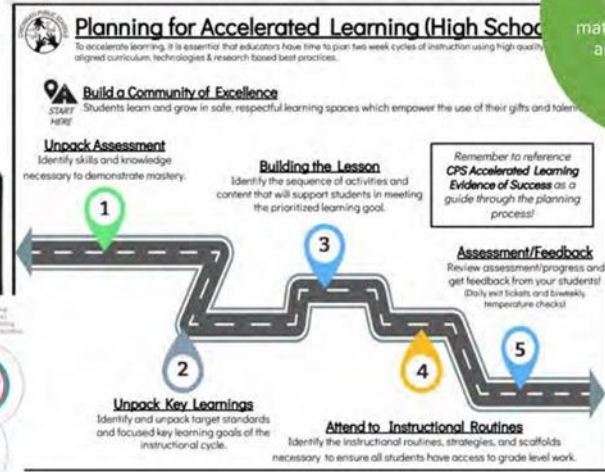 Planning for Accelerated Learning (High Schoo
To accelerate learning, it is essential that educators have time to plan two week cycles of instruction using high quality
aligned curriculum, technologies & research based best practices.
mat
a
START
HERE
Build a Community of Excellence
Students learn and grow in safe, respectful learning spaces which empower the use of their gifts and talen
Unpack Assessment
Identify skills and knowledge
necessary to demonstrate mastery.
1
Building the Lesson
Identify the sequence of activities and
content that will support students in meeting
the prioritized learning goal.
3
Remember to reference
CPS Accelerated Learning
Evidence of Success as a
guide through the planning
process!
Assessment/Feedback
Review assessment/progress and
get feedback from your students!
(Daily exit tickets and biweekly
temperature checks)
2
4
5
Unpack Key Learnings
Identify and unpack target standards
and focused key learning goals of the
instructional cycle.
Attend to Instructional Routines
Identify the instructional routines, strategies, and scaffolds
necessary to ensure all students have access to grade level work.